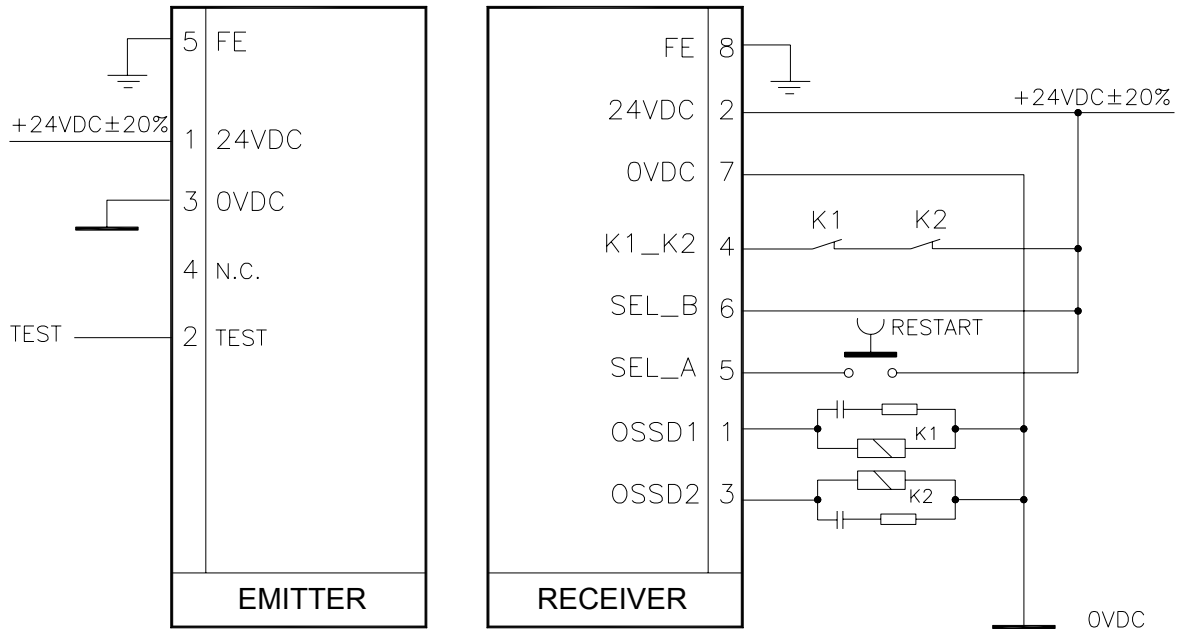 5 FE
+24VDC±20%
1 24VDC
3 0VDC
4 N.C.
TEST
2 TEST
EMITTER
FE 8
24VDC 2
+24VDC±20%
0VDC 7
K1_K2 4
K1
K2
SEL_B 6
RESTART
SEL_A 5
OSSD1 1
K1
OSSD2 3
K2
RECEIVER
0VDC